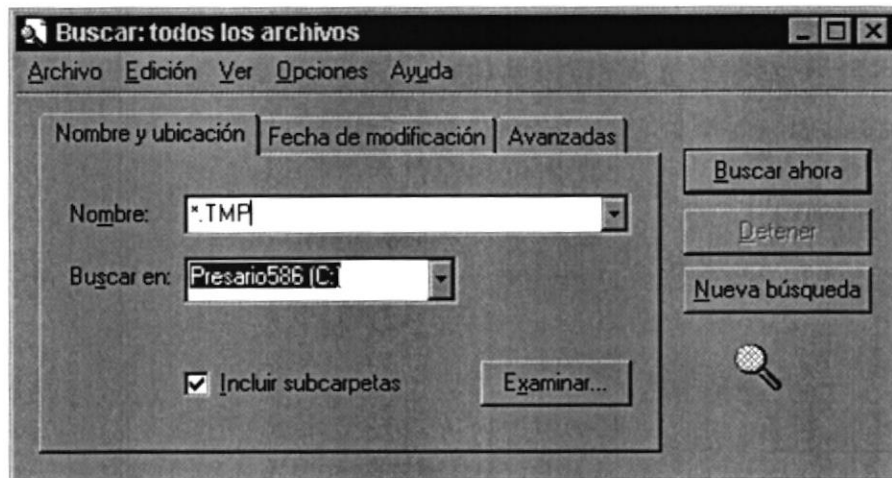 Buscar: todos los archivos
Archivo Edición Ver Opciones Ayuda
Nombre y ubicación Fecha de modificación Avanzadas
Nombre: *.TMP
Buscar en: Presario586 (C:)
Incluir subcarpetas
Examinar...
Buscar ahora
Detener
Nueva búsqueda